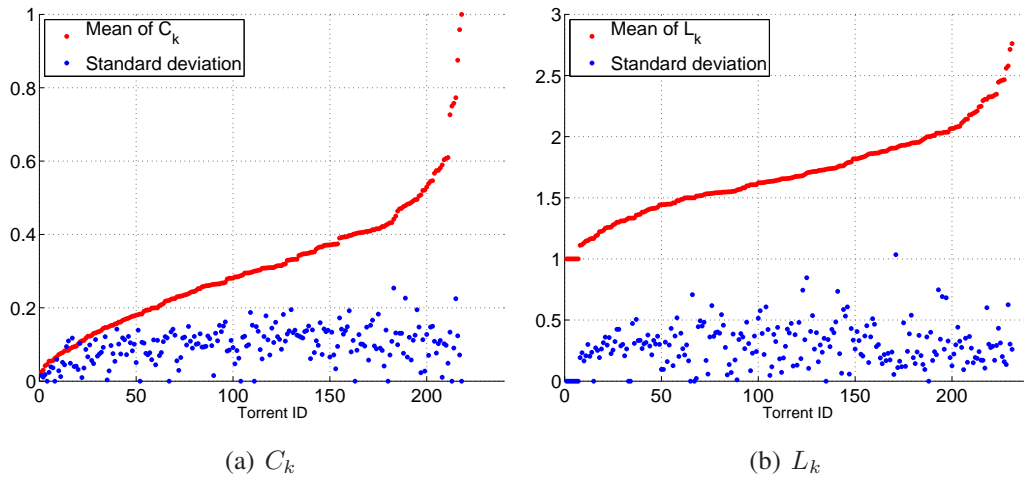 1
0.8
0.6
0.4
0.2
0
0 50 100 150 200
Torrent ID
Mean of C_k
Standard deviation
(a) C_k
3
2.5
2
1.5
1
0.5
0
0 50 100 150 200
Torrent ID
Mean of L_k
Standard deviation
(b) L_k